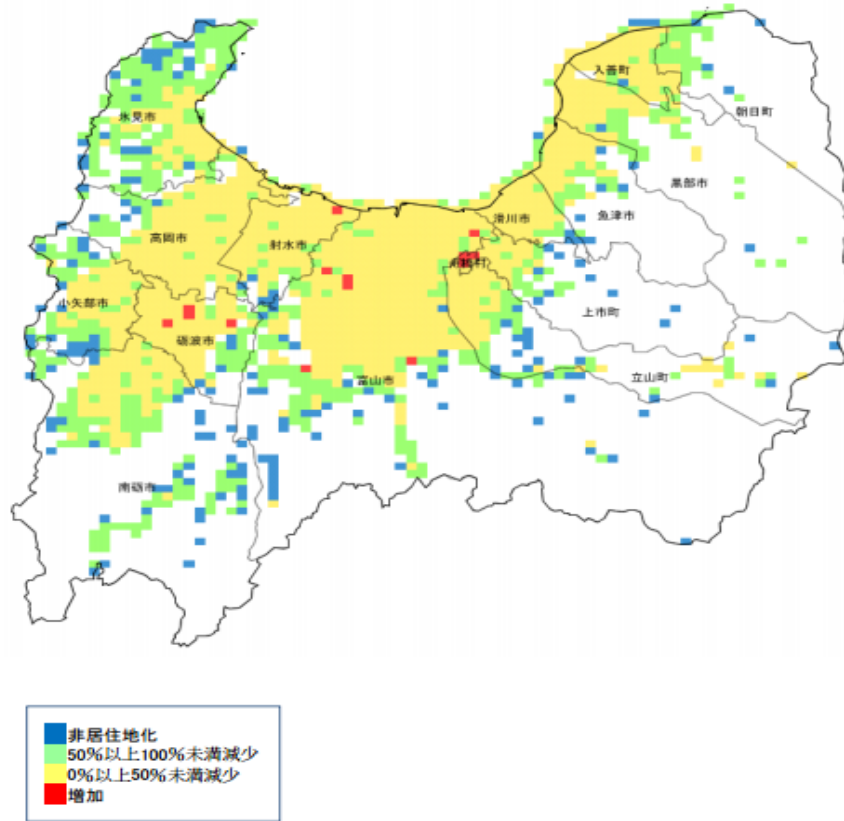 入善町
朝日町
氷見市
黒部市
滑川市
魚津市
高岡市
射水市
舟橋村
小矢部市
上市町
砺波市
富山市
立山町
南砺市
非居住地化
50%以上100%未満減少
0%以上50%未満減少
増加